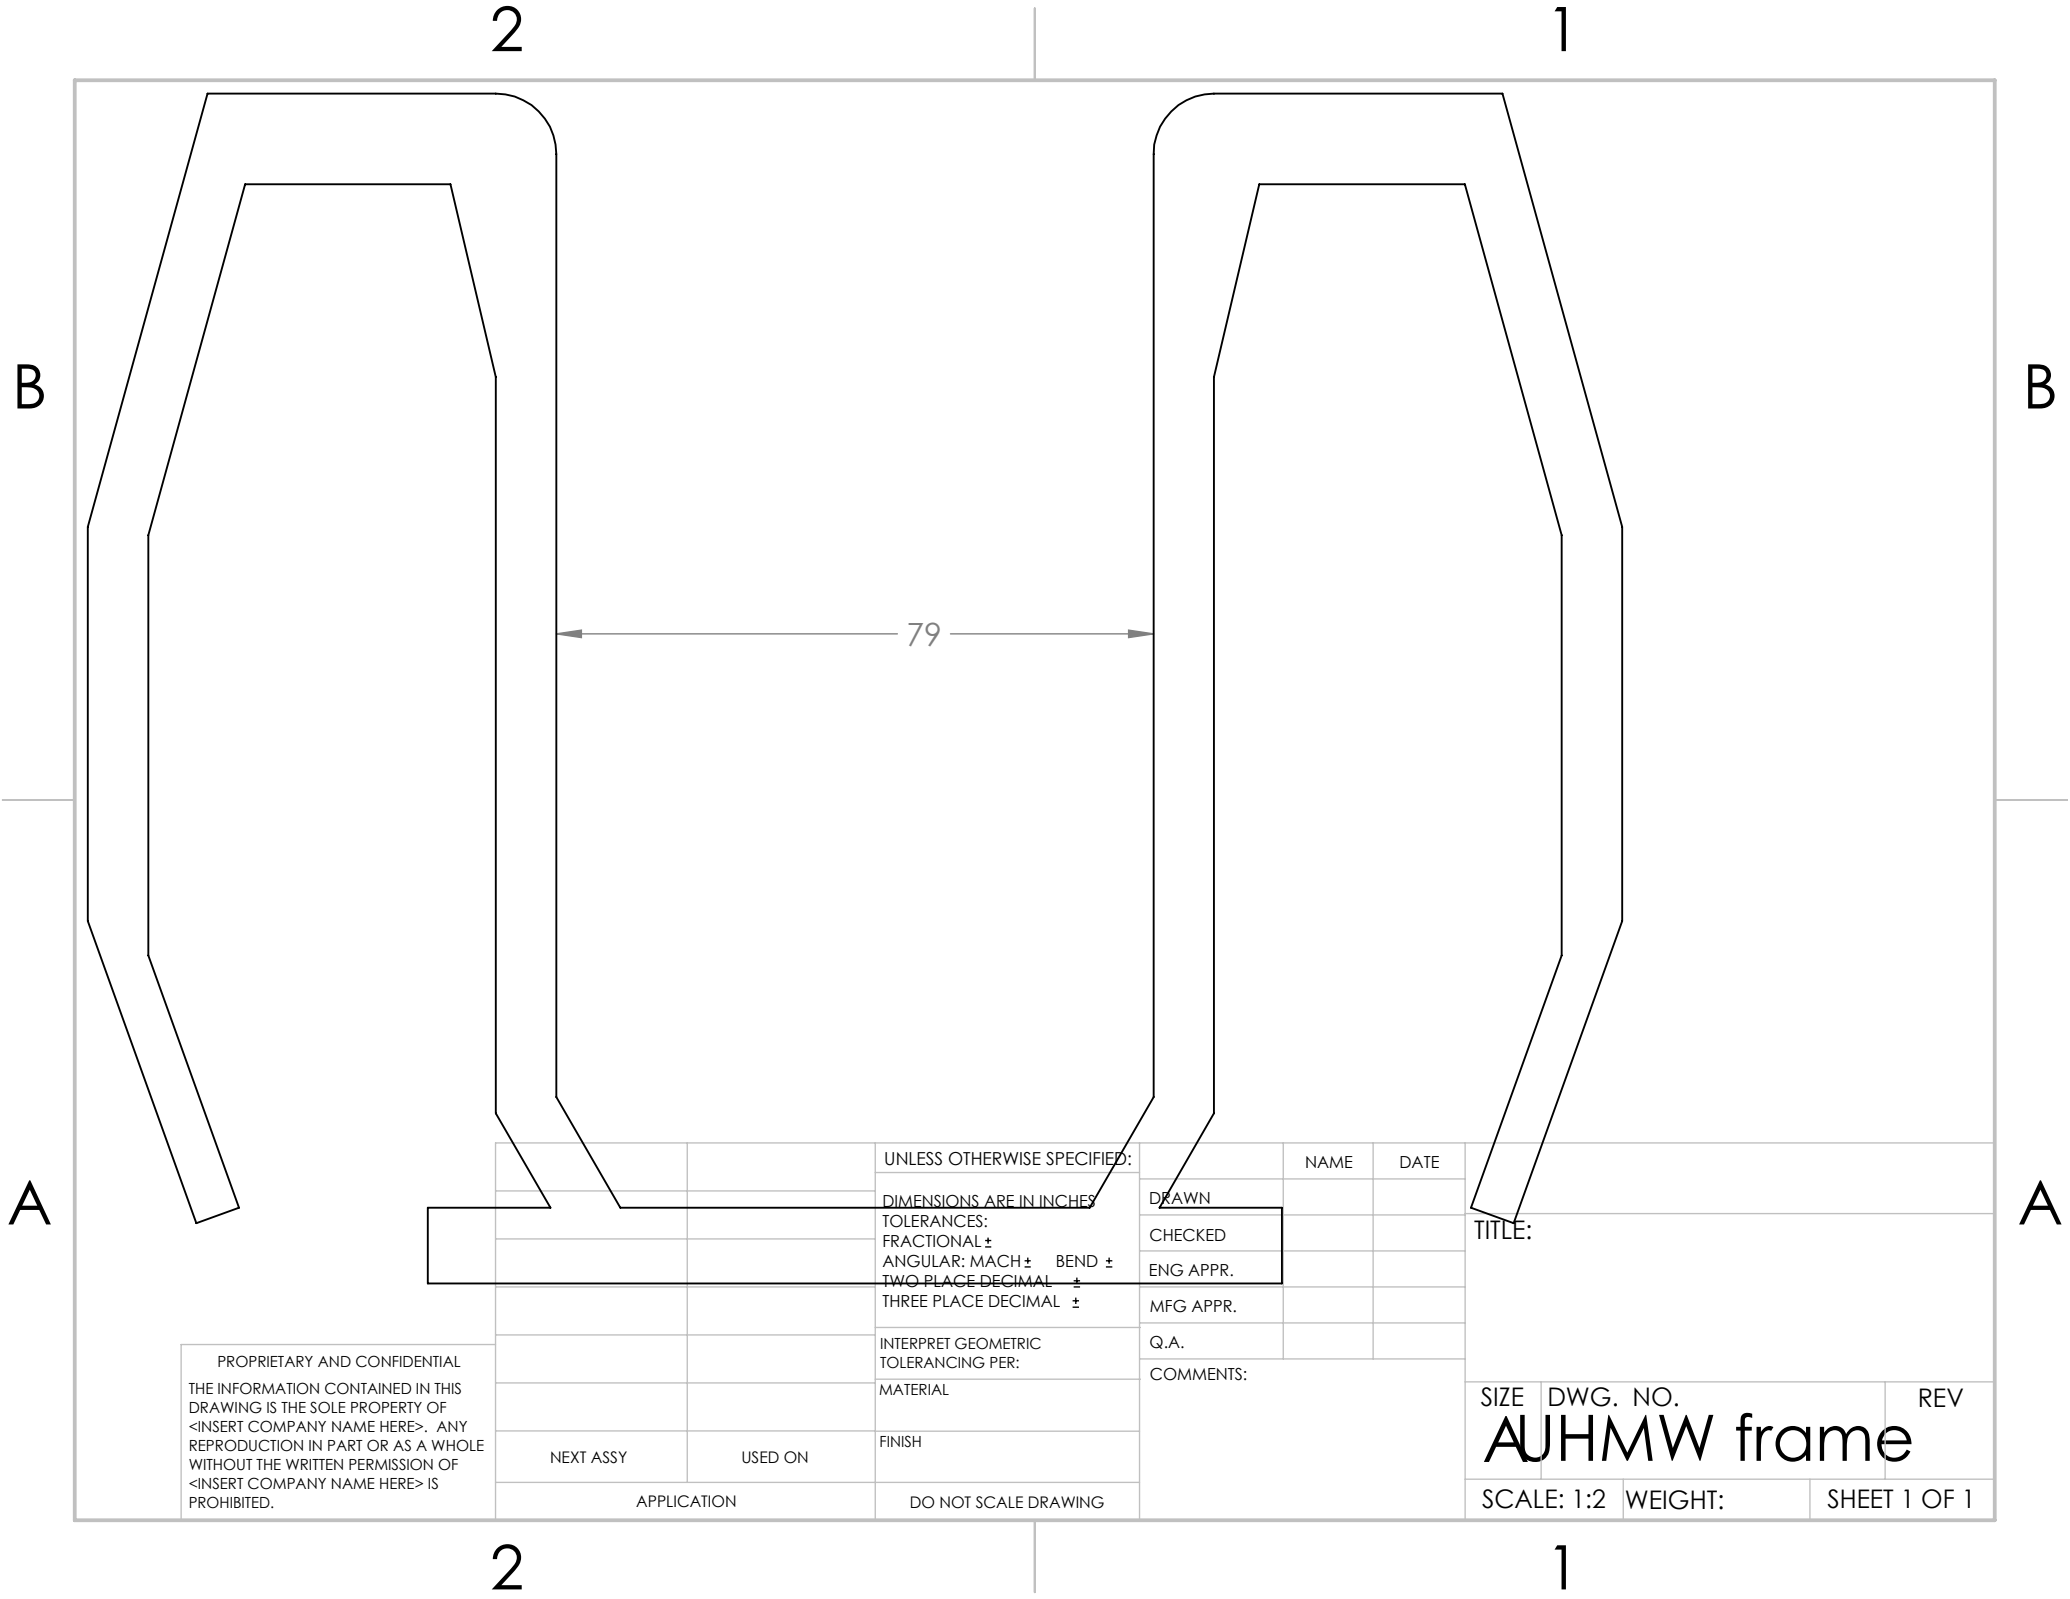 2 1
B B
79
A A
UNLESS OTHERWISE SPECIFIED:
DIMENSIONS ARE IN INCHES
TOLERANCES:
FRACTIONAL ±
ANGULAR: MACH ± BEND ±
TWO PLACE DECIMAL ±
THREE PLACE DECIMAL ±
INTERPRET GEOMETRIC
TOLERANCING PER:
MATERIAL
FINISH
DO NOT SCALE DRAWING
NAME DATE
DRAWN
CHECKED
ENG APPR.
MFG APPR.
Q.A.
COMMENTS:
TITLE:
SIZE DWG. NO. REV
A UHMW frame
SCALE: 1:2 WEIGHT: SHEET 1 OF 1
PROPRIETARY AND CONFIDENTIAL
THE INFORMATION CONTAINED IN THIS
DRAWING IS THE SOLE PROPERTY OF
<INSERT COMPANY NAME HERE>. ANY
REPRODUCTION IN PART OR AS A WHOLE
WITHOUT THE WRITTEN PERMISSION OF
<INSERT COMPANY NAME HERE> IS
PROHIBITED.
NEXT ASSY USED ON
APPLICATION
2 1